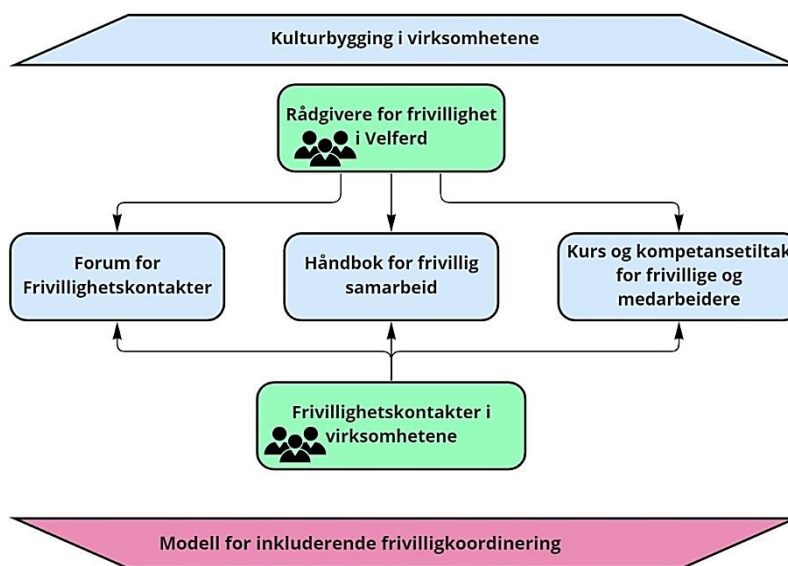 Kulturbygging i virksomhetene
Rådgivere for frivillighet
i Velferd
Forum for
Frivillighetskontakter
Håndbok for frivillig
samarbeid
Kurs og kompetansetiltak
for frivillige og
medarbeidere
Frivillighetskontakter i
virksomhetene
Modell for inkluderende frivilligkoordinering